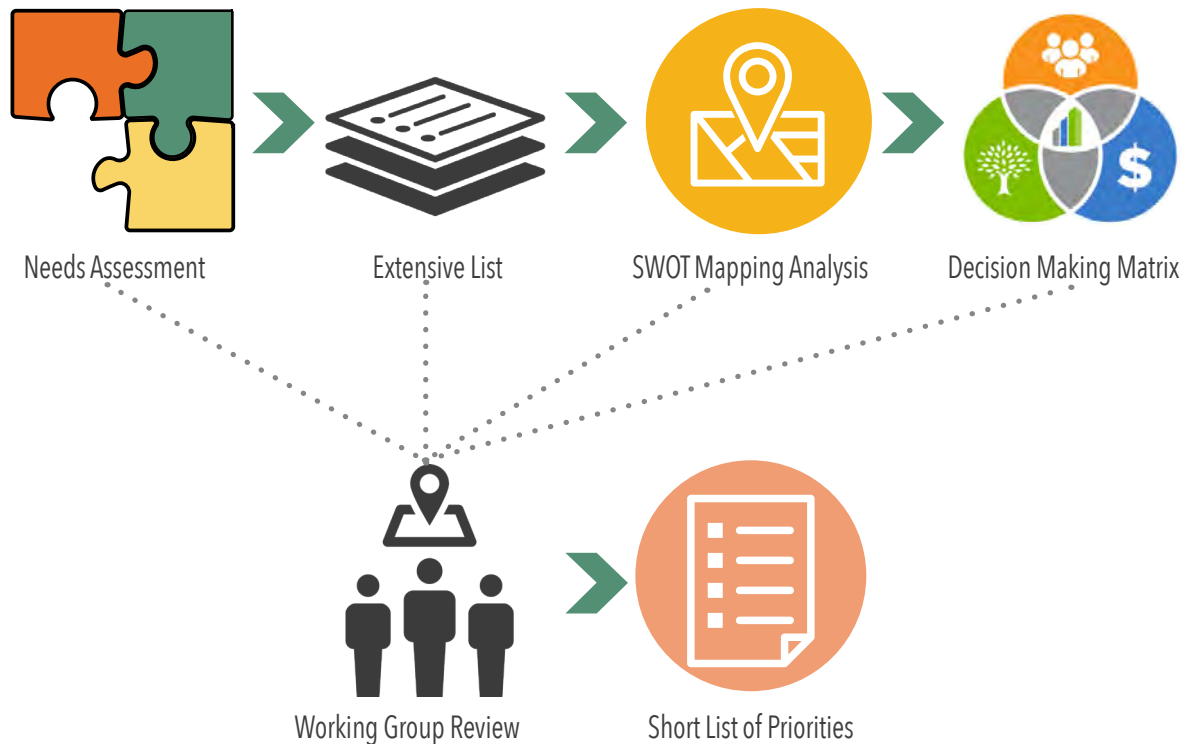 Needs Assessment
Extensive List
SWOT Mapping Analysis
Decision Making Matrix
$
Working Group Review
Short List of Priorities